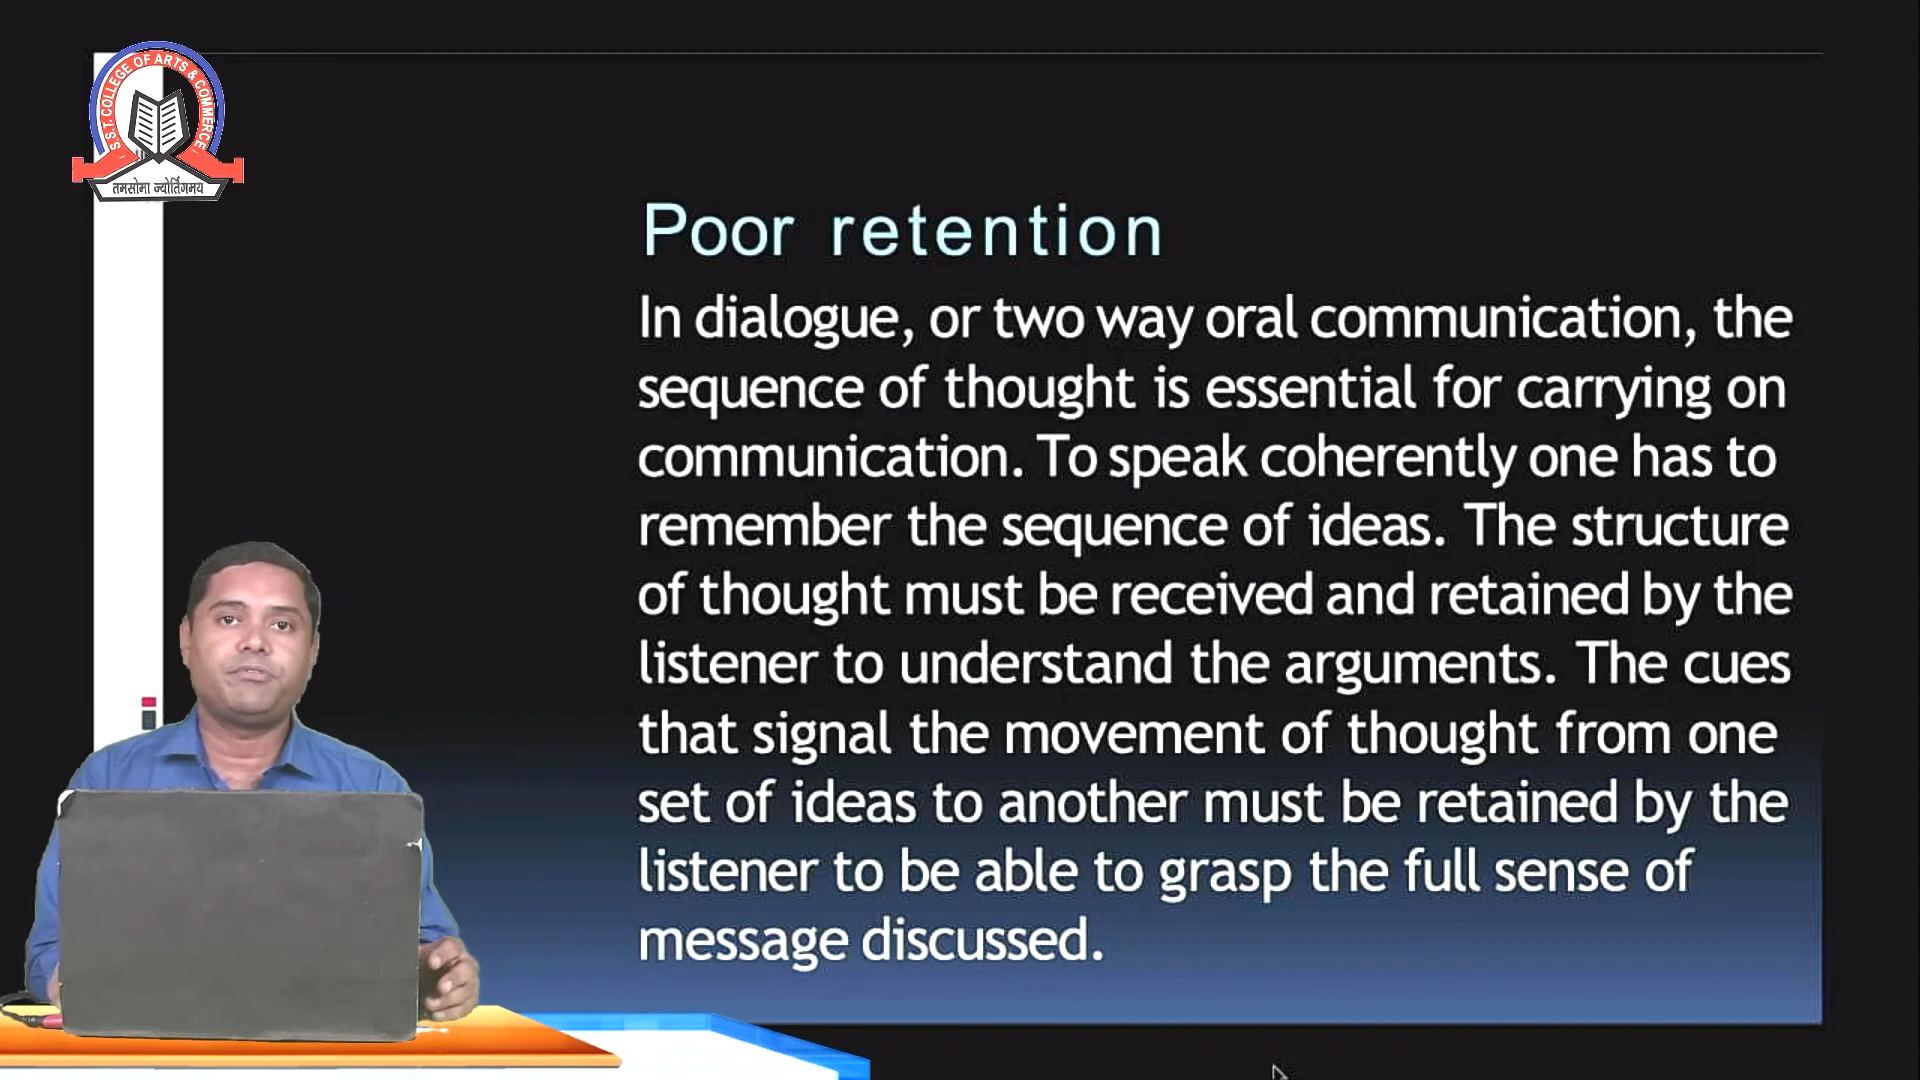 S.S.T. COLLEGE OF ARTS & COMMERCE
तमसोमा ज्योर्तिगमय
Poor retention
In dialogue, or two way oral communication, the
sequence of thought is essential for carrying on
communication. To speak coherently one has to
remember the sequence of ideas. The structure
of thought must be received and retained by the
listener to understand the arguments. The cues
that signal the movement of thought from one
set of ideas to another must be retained by the
listener to be able to grasp the full sense of
message discussed.